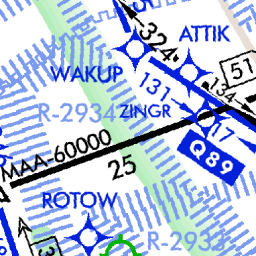 324
ATTIK
WAKUP
51
131
134
R-2934
ZINGR
17
MAA-60000
Q89
25
ROTOW
R-2933